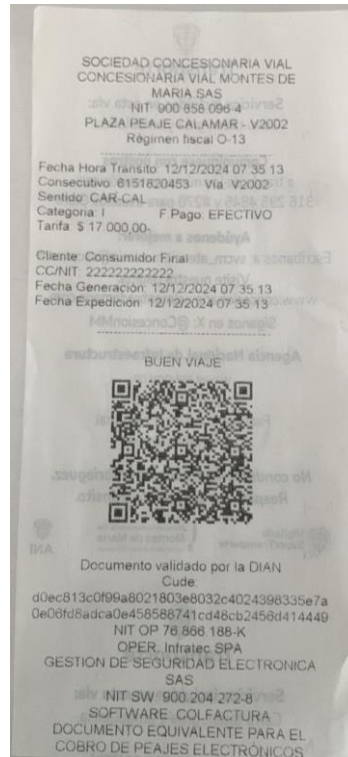 SOCIEDAD CONCESIONARIA VIAL
CONCESIONARIA VIAL MONTES DE
MARIA SAS
NIT: 900 858 096-4
PLAZA PEAJE CALAMAR - V2002
Régimen fiscal O-13
Fecha Hora Transito: 12/12/2024 07:35:13
Consecutivo: 6151820453 Via: V2002
Sentido: CAR-CAL
Categoria: I F.Pago: EFECTIVO
Tarifa: $ 17.000,00-
Cliente: Consumidor Final
CC/NIT: 222222222222
Fecha Generación: 12/12/2024 07:35:13
Fecha Expedición: 12/12/2024 07:35:13
BUEN VIAJE
Documento validado por la DIAN
Cude:
d0ec813c0f99a8021803e8032c4024398335e7a
0e06fd8adca0e458588741cd48cb2456d414449
NIT OP 76.866.188-K
OPER. Infratec SPA
GESTION DE SEGURIDAD ELECTRONICA
SAS
NIT SW: 900.204.272-8
SOFTWARE: COLFACTURA
DOCUMENTO EQUIVALENTE PARA EL
COBRO DE PEAJES ELECTRÓNICOS